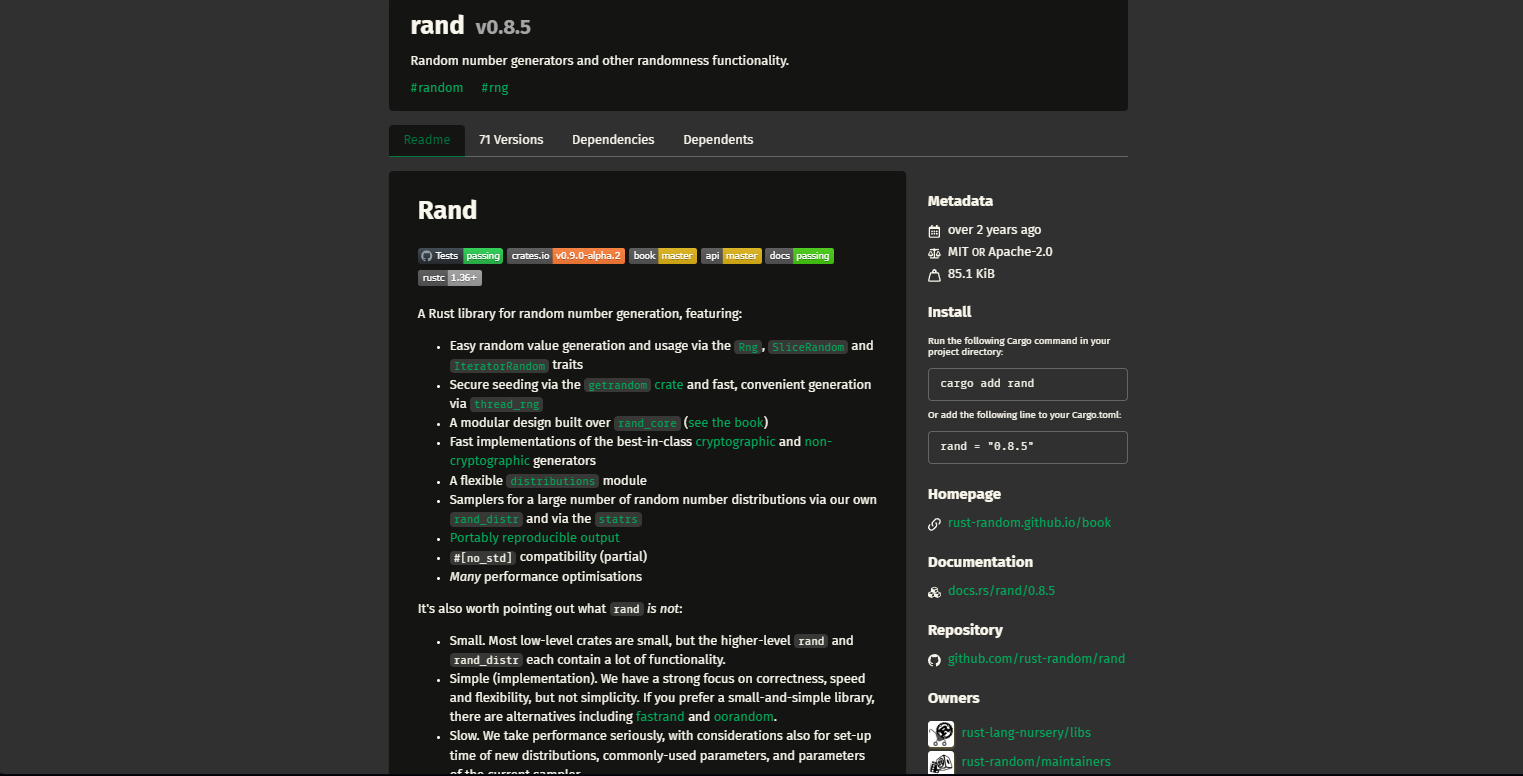 rand v0.8.5
Random number generators and other randomness functionality.
#random #rng
Readme 71 Versions Dependencies Dependents
Rand
Tests passing crates.io v0.9.0-alpha.2 book master api master docs passing
rustc 1.36+
A Rust library for random number generation, featuring:
• Easy random value generation and usage via the Rng, SliceRandom and
IteratorRandom traits
• Secure seeding via the getrandom crate and fast, convenient generation
via thread_rng
• A modular design built over rand_core (see the book)
• Fast implementations of the best-in-class cryptographic and non-
cryptographic generators
• A flexible distributions module
• Samplers for a large number of random number distributions via our own
rand_distr and via the statrs
• Portably reproducible output
• #[no_std] compatibility (partial)
• Many performance optimisations
It's also worth pointing out what rand is not:
• Small. Most low-level crates are small, but the higher-level rand and
rand_distr each contain a lot of functionality.
• Simple (implementation). We have a strong focus on correctness, speed
and flexibility, but not simplicity. If you prefer a small-and-simple library,
there are alternatives including fastrand and oorandom.
• Slow. We take performance seriously, with considerations also for set-up
time of new distributions, commonly-used parameters, and parameters
of the current sampler.
Metadata
over 2 years ago
MIT OR Apache-2.0
85.1 KiB
Install
Run the following Cargo command in your
project directory:
cargo add rand
Or add the following line to your Cargo.toml:
rand = "0.8.5"
Homepage
rust-random.github.io/book
Documentation
docs.rs/rand/0.8.5
Repository
github.com/rust-random/rand
Owners
rust-lang-nursery/libs
rust-random/maintainers